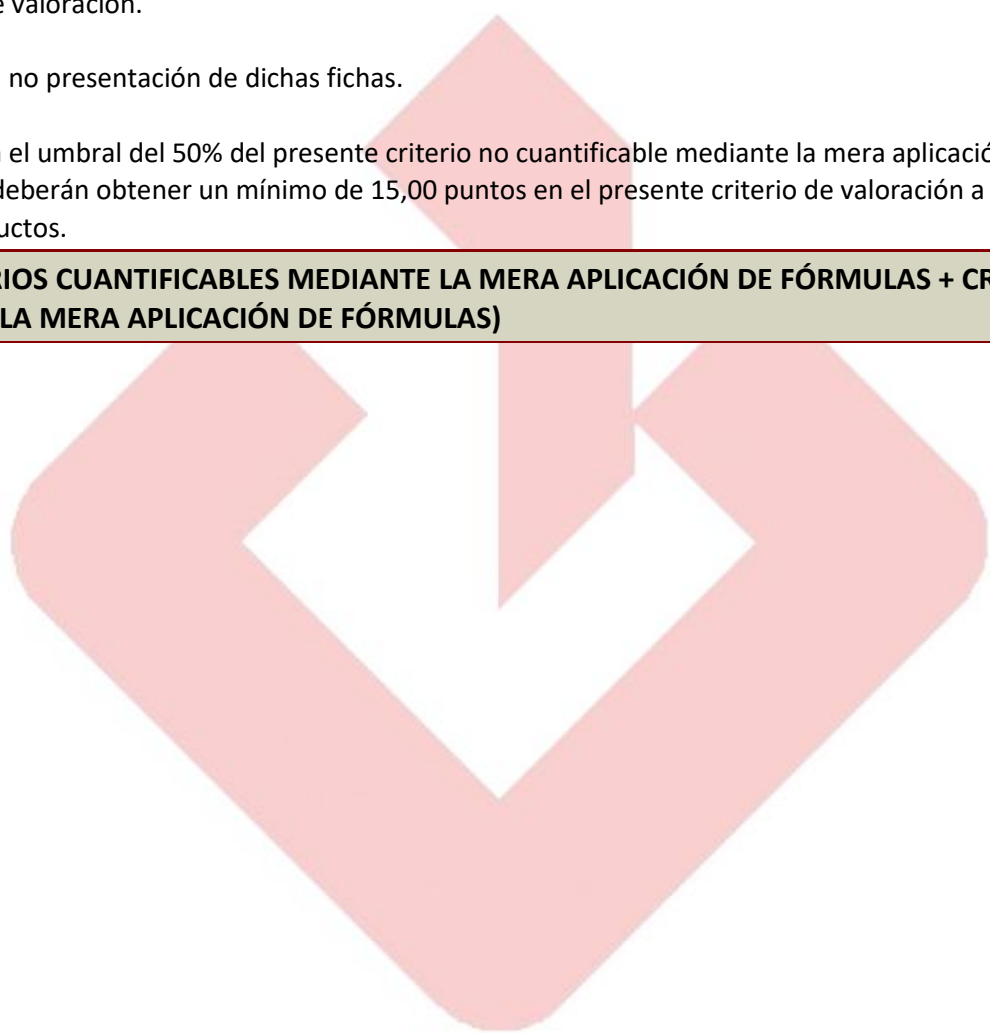 e valoración.
no presentación de dichas fichas.
el umbral del 50% del presente criterio no cuantificable mediante la mera aplicació
deberán obtener un mínimo de 15,00 puntos en el presente criterio de valoración a
uctos.
RIOS CUANTIFICABLES MEDIANTE LA MERA APLICACIÓN DE FÓRMULAS + CR
LA MERA APLICACIÓN DE FÓRMULAS)